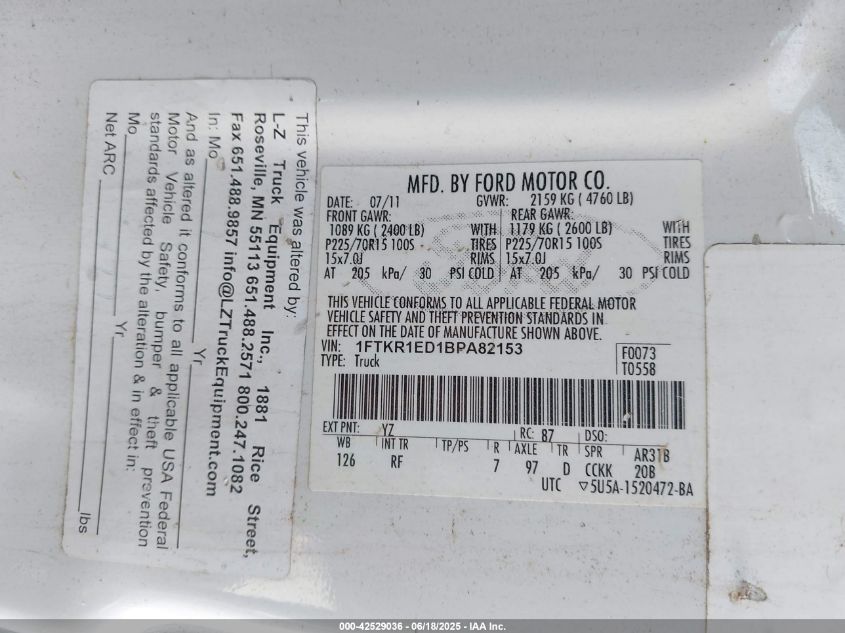 This vehicle was altered by:
L-Z Truck Equipment Inc., 1881 Rice Street,
Roseville, MN 55113 651.488.2571 800.247.1082
Fax 651.488.9857 info@LZTruckEquipment.com
In: Mo Yr
And as altered it conforms to all applicable USA Federal
Motor Vehicle Safety, bumper & theft prevention
standards affected by the alteration & in effect in:
Mo Yr
Net ARC lbs
MFD. BY FORD MOTOR CO.
DATE: 07/11 GVWR: 2159 KG ( 4760 LB)
FRONT GAWR: REAR GAWR:
1089 KG ( 2400 LB) WITH 1179 KG ( 2600 LB) WITH
P225/70R15 100S TIRES P225/70R15 100S TIRES
15x7.0J RIMS 15x7.0J RIMS
AT 205 kPa/ 30 PSI COLD AT 205 kPa/ 30 PSI COLD
THIS VEHICLE CONFORMS TO ALL APPLICABLE FEDERAL MOTOR
VEHICLE SAFETY AND THEFT PREVENTION STANDARDS IN
EFFECT ON THE DATE OF MANUFACTURE SHOWN ABOVE.
VIN: 1FTKR1ED1BPA82153 F0073
TYPE: Truck T0558
EXT PNT: YZ RC: 87 DSO:
WB INT TR TP/PS R AXLE TR SPR AR31B
126 RF 7 97 D CCKK 20B
UTC ▽5U5A-1520472-BA
000-42529036 - 06/18/2025 - IAA Inc.